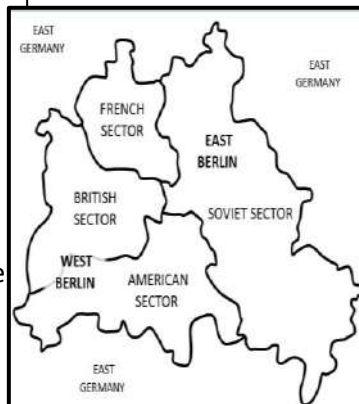 EAST
GERMANY
EAST
GERMANY
FRENCH
SECTOR
EAST
BERLIN
BRITISH
SECTOR
SOVIET SECTOR
WEST
BERLIN
AMERICAN
SECTOR
EAST
GERMANY
e